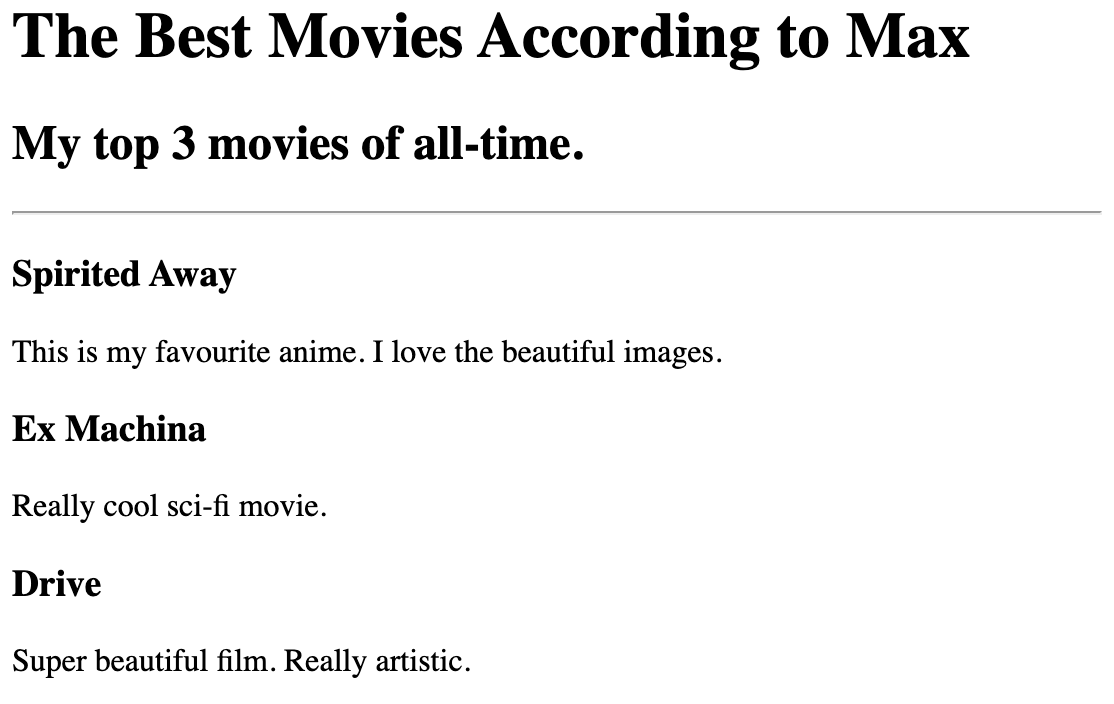 The Best Movies According to Max
My top 3 movies of all-time.
Spirited Away
This is my favourite anime. I love the beautiful images.
Ex Machina
Really cool sci-fi movie.
Drive
Super beautiful film. Really artistic.